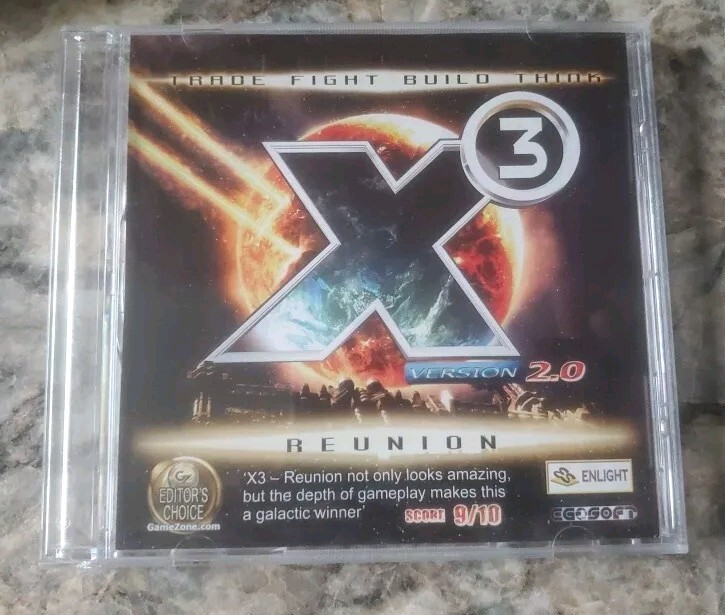 TRADE FIGHT BUILD THINK
X
3
VERSION 2.0
REUNION
GZ
EDITOR'S
CHOICE
GameZone.com
'X3 – Reunion not only looks amazing,
but the depth of gameplay makes this
a galactic winner'
SCORE 9/10
ENLIGHT
EGOSOFT